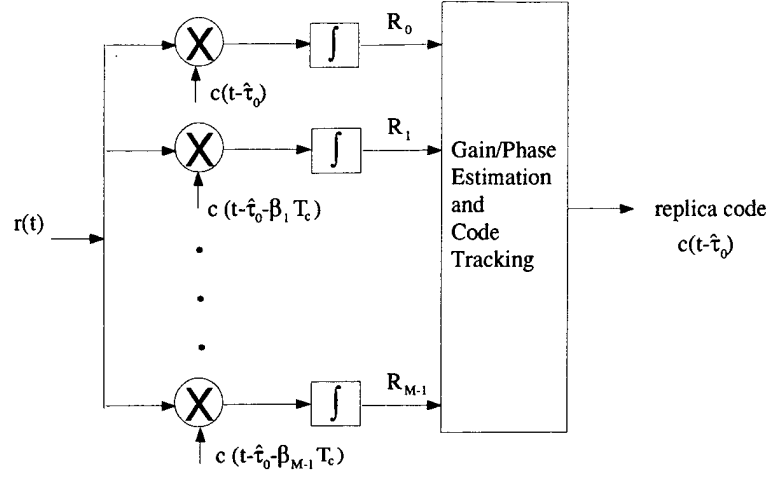 X
∫
R₀
c(t-τ̂₀)
X
∫
R₁
c (t-τ̂₀-β₁ T꜀)
r(t)
Gain/Phase
Estimation
and
Code
Tracking
replica code
c(t-τ̂₀)
X
∫
R_M-1
c (t-τ̂₀-β_M-1 T꜀)